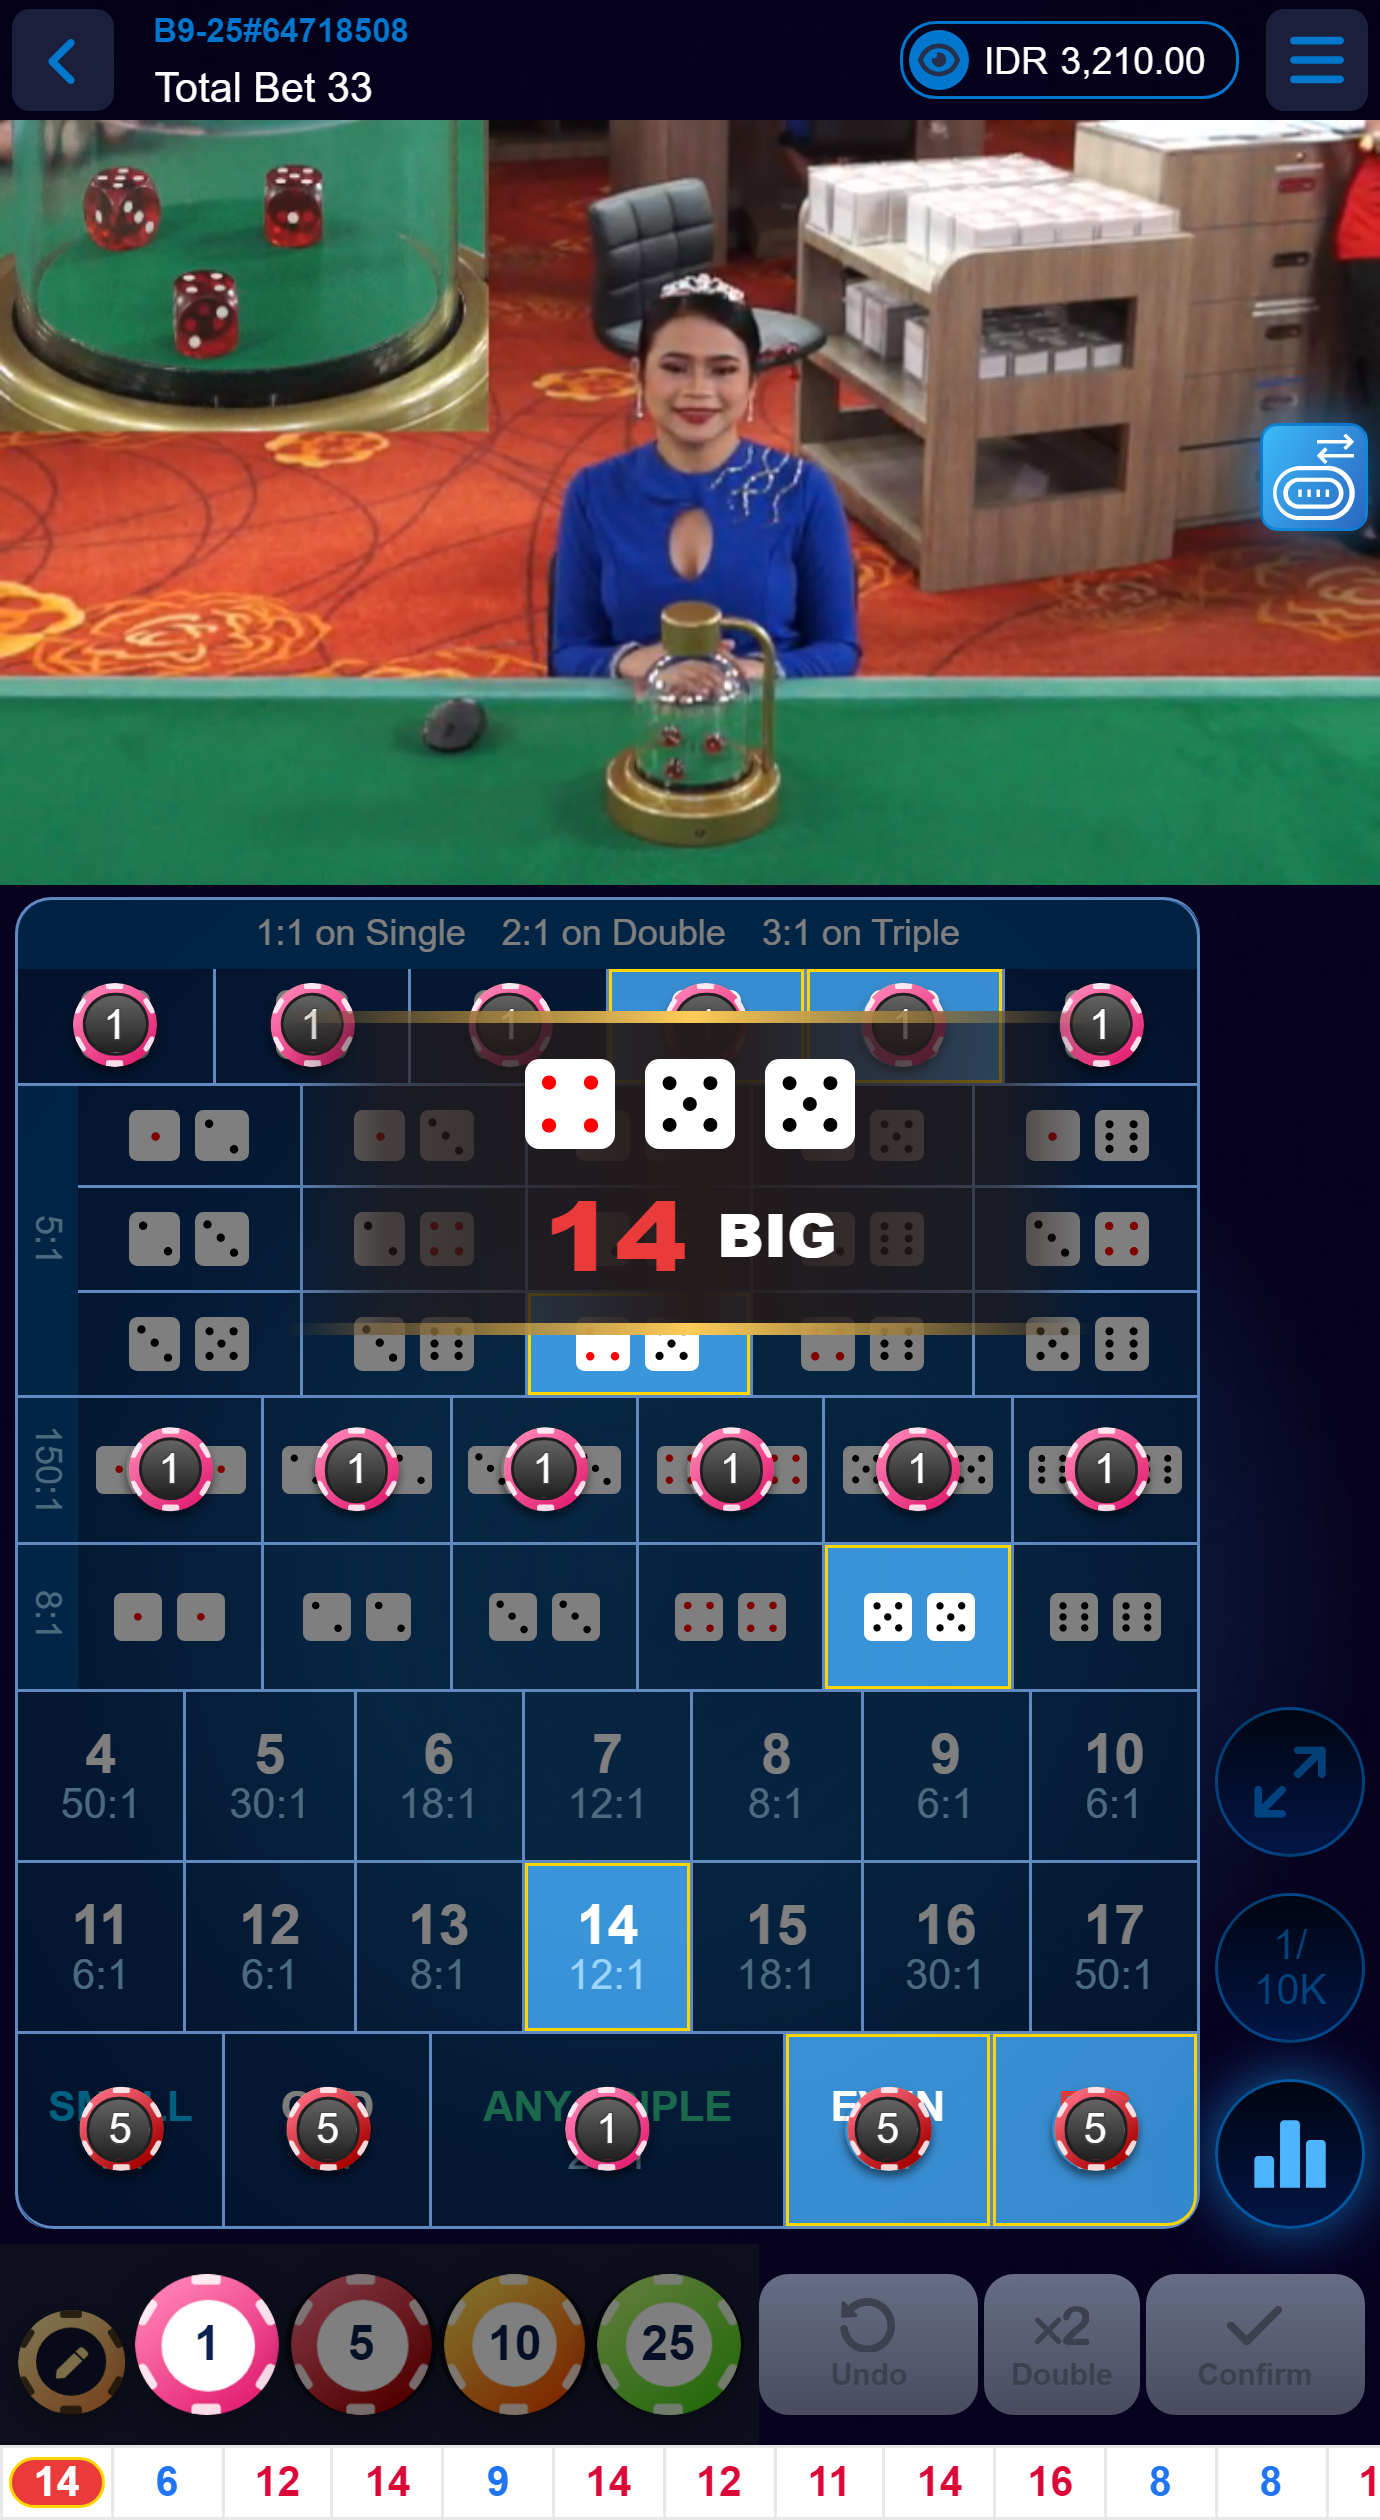 B9-25#64718508
Total Bet 33
IDR 3,210.00
1:1 on Single 2:1 on Double 3:1 on Triple
1 1 1 1 1 1
14 BIG
5:1
150:1
1 1 1 1 1 1
8:1
4 5 6 7 8 9 10
50:1 30:1 18:1 12:1 8:1 6:1 6:1
11 12 13 14 15 16 17
6:1 6:1 8:1 12:1 18:1 30:1 50:1
1/
10K
ANY
5 5 1 5 5
1 5 10 25
x2
Undo Double Confirm
14 6 12 14 9 14 12 11 14 16 8 8